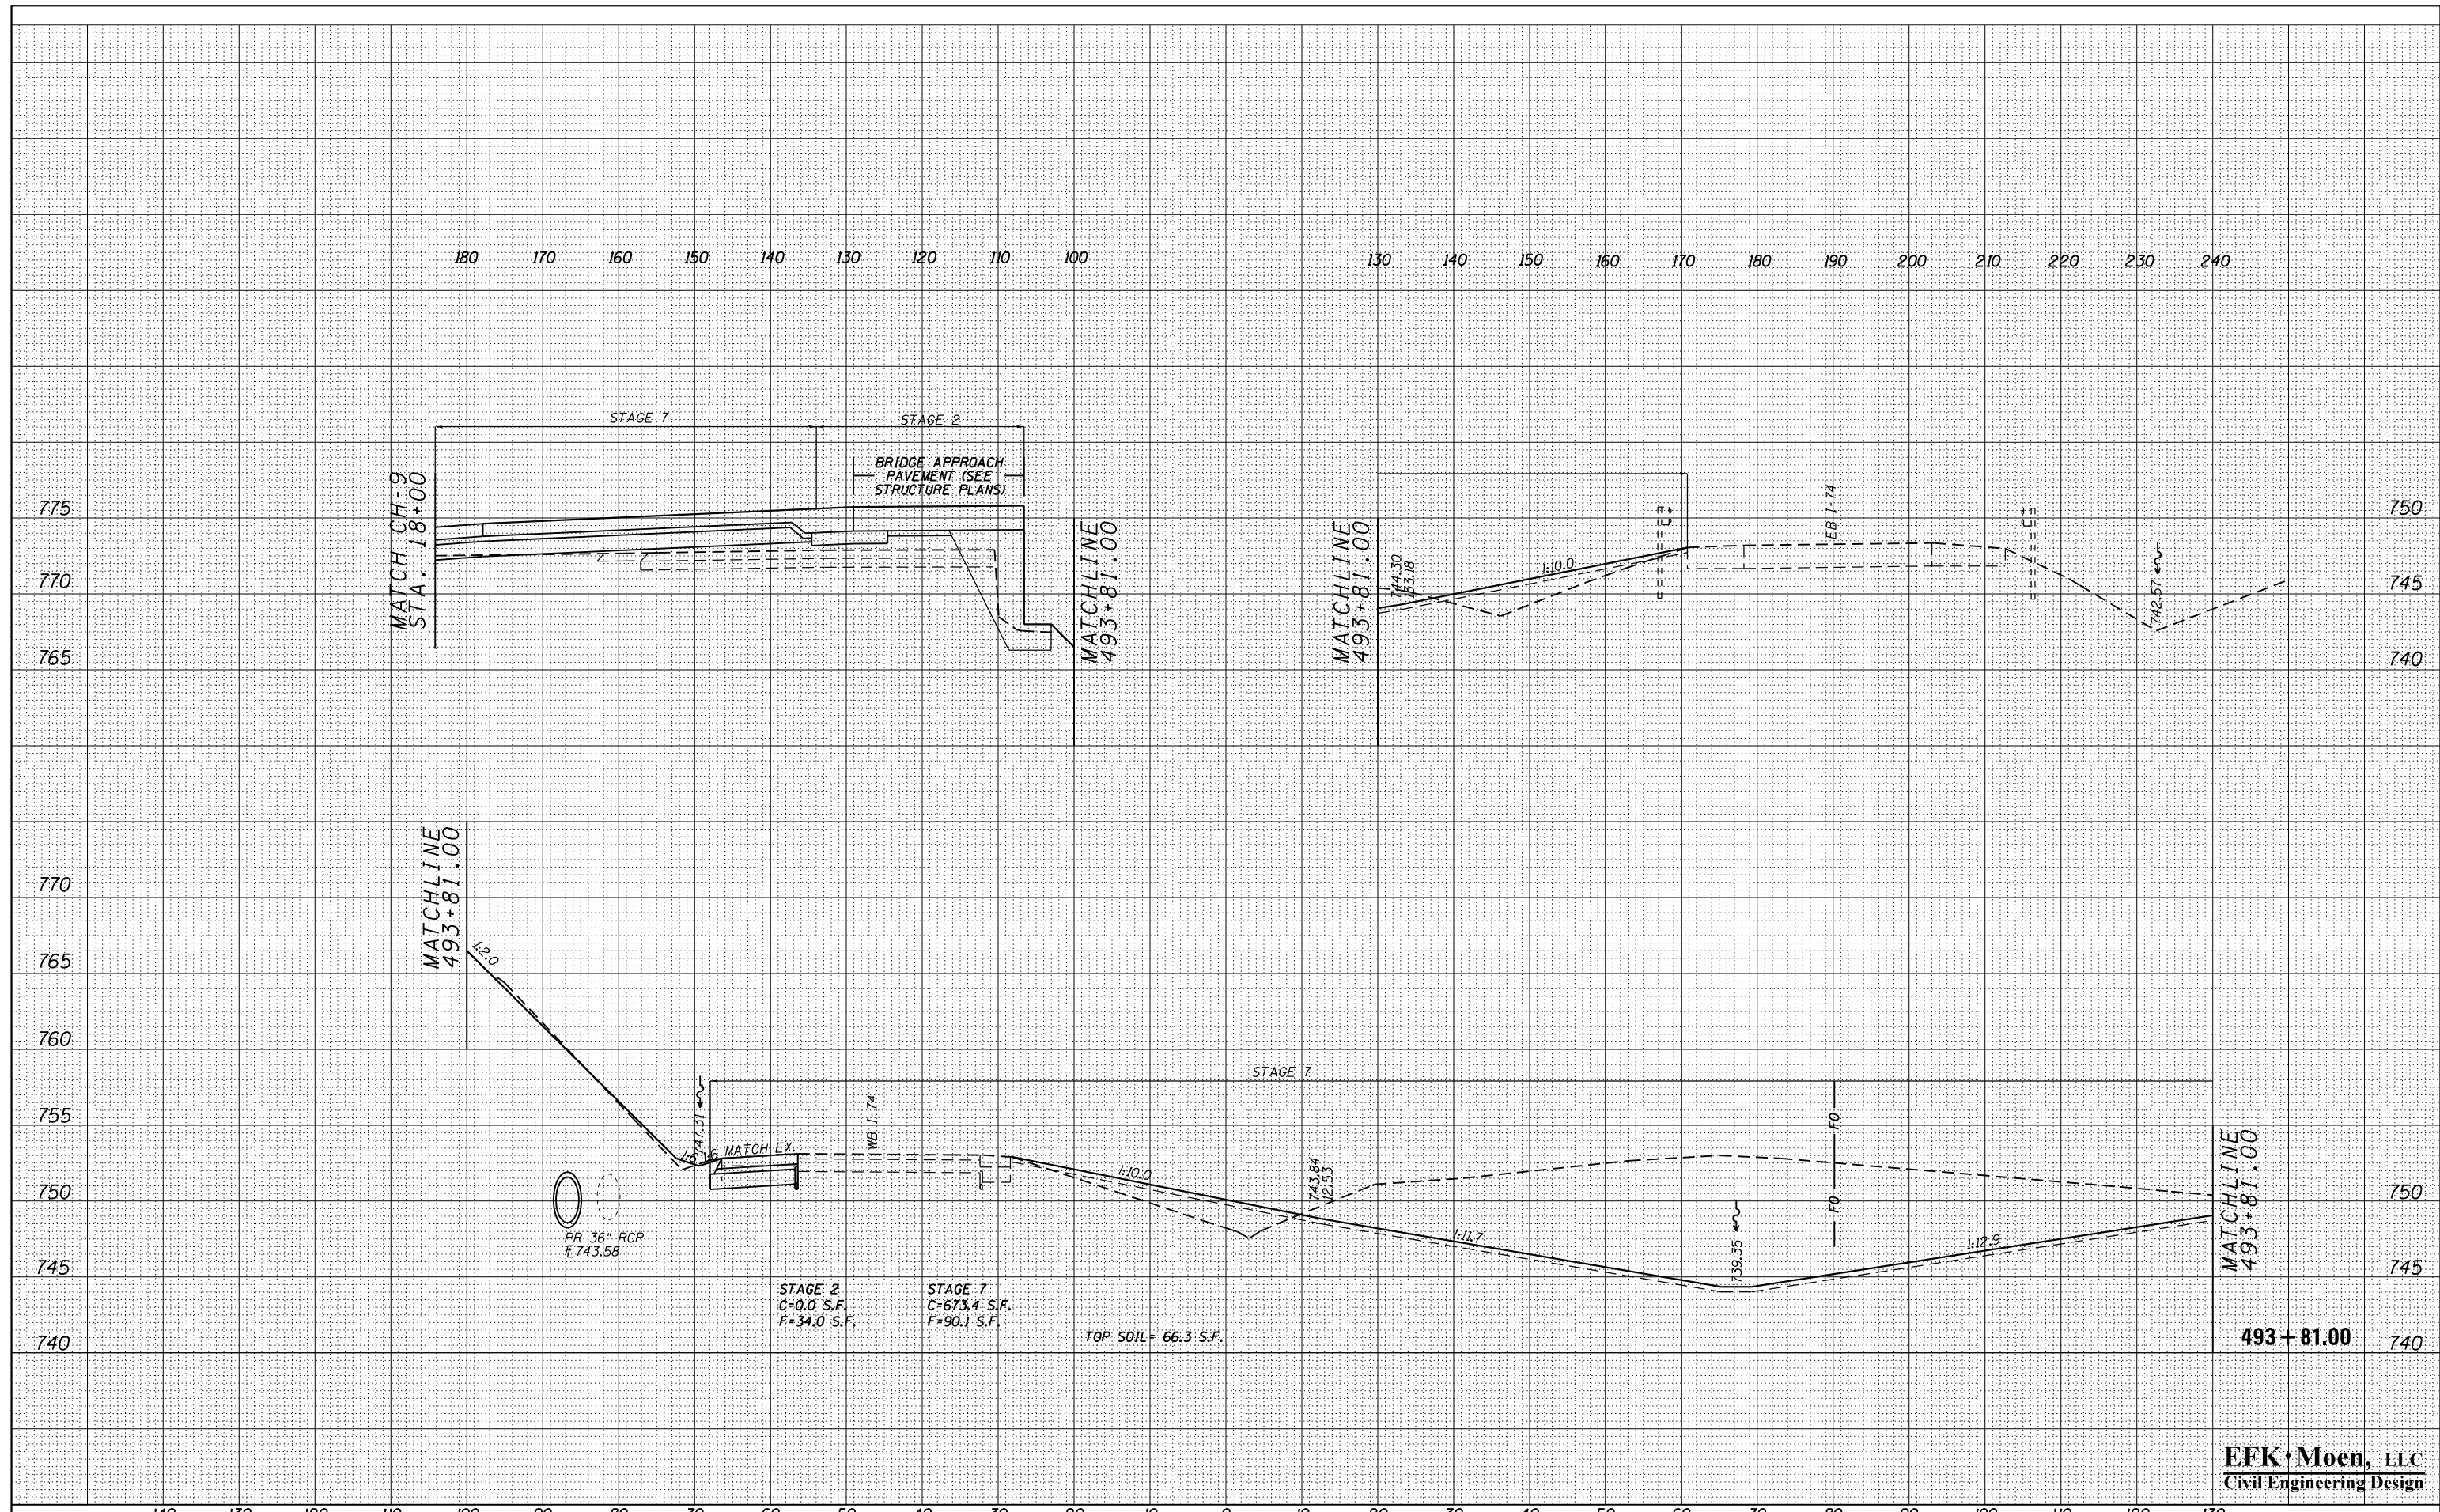 180 170 160 150 140 130 120 110 100
130 140 150 160 170 180 190 200 210 220 230 240
STAGE 7
STAGE 2
BRIDGE APPROACH
PAVEMENT (SEE
STRUCTURE PLANS)
MATCH CH-9
STA. 18+00
775
770
765
MATCHLINE
493+81.00
MATCHLINE
493+81.00
744.30
133.18
1:10.0
EB I-74
742.57
750
745
740
MATCHLINE
493+81.00
770
765
760
755
750
745
740
1:2.0
747.31
1:6
1:6
MATCH EX.
WB I-74
STAGE 7
PR 36" RCP
℄ 743.58
1:10.0
743.84
12.53
1:11.7
739.35
FO
FO
1:12.9
MATCHLINE
493+81.00
STAGE 2
C=0.0 S.F.
F=34.0 S.F.
STAGE 7
C=673.4 S.F.
F=90.1 S.F.
TOP SOIL= 66.3 S.F.
750
745
740
493+81.00
EFK•Moen, LLC
Civil Engineering Design